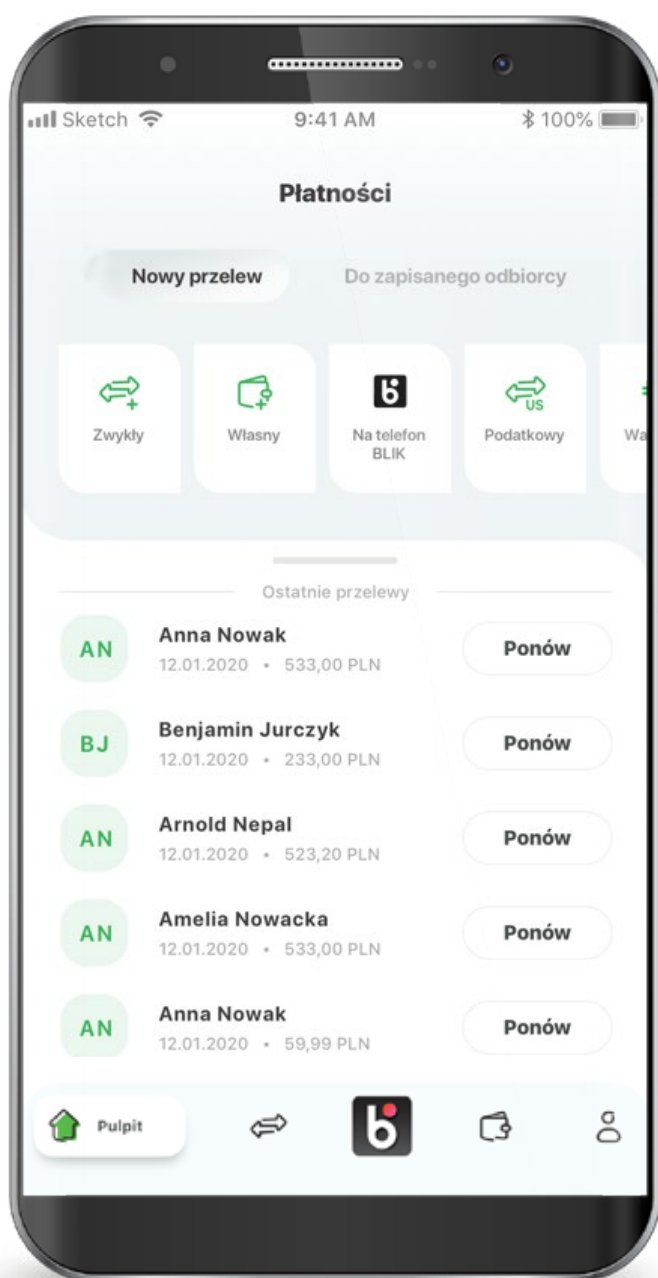 Sketch 9:41 AM 100%
Płatności
Nowy przelew Do zapisanego odbiorcy
Zwykły Własny Na telefon Podatkowy Wa
BLIK
US
Ostatnie przelewy
AN Anna Nowak Ponów
12.01.2020 • 533,00 PLN
BJ Benjamin Jurczyk Ponów
12.01.2020 • 233,00 PLN
AN Arnold Nepal Ponów
12.01.2020 • 523,20 PLN
AN Amelia Nowacka Ponów
12.01.2020 • 533,00 PLN
AN Anna Nowak Ponów
12.01.2020 • 59,99 PLN
Pulpit